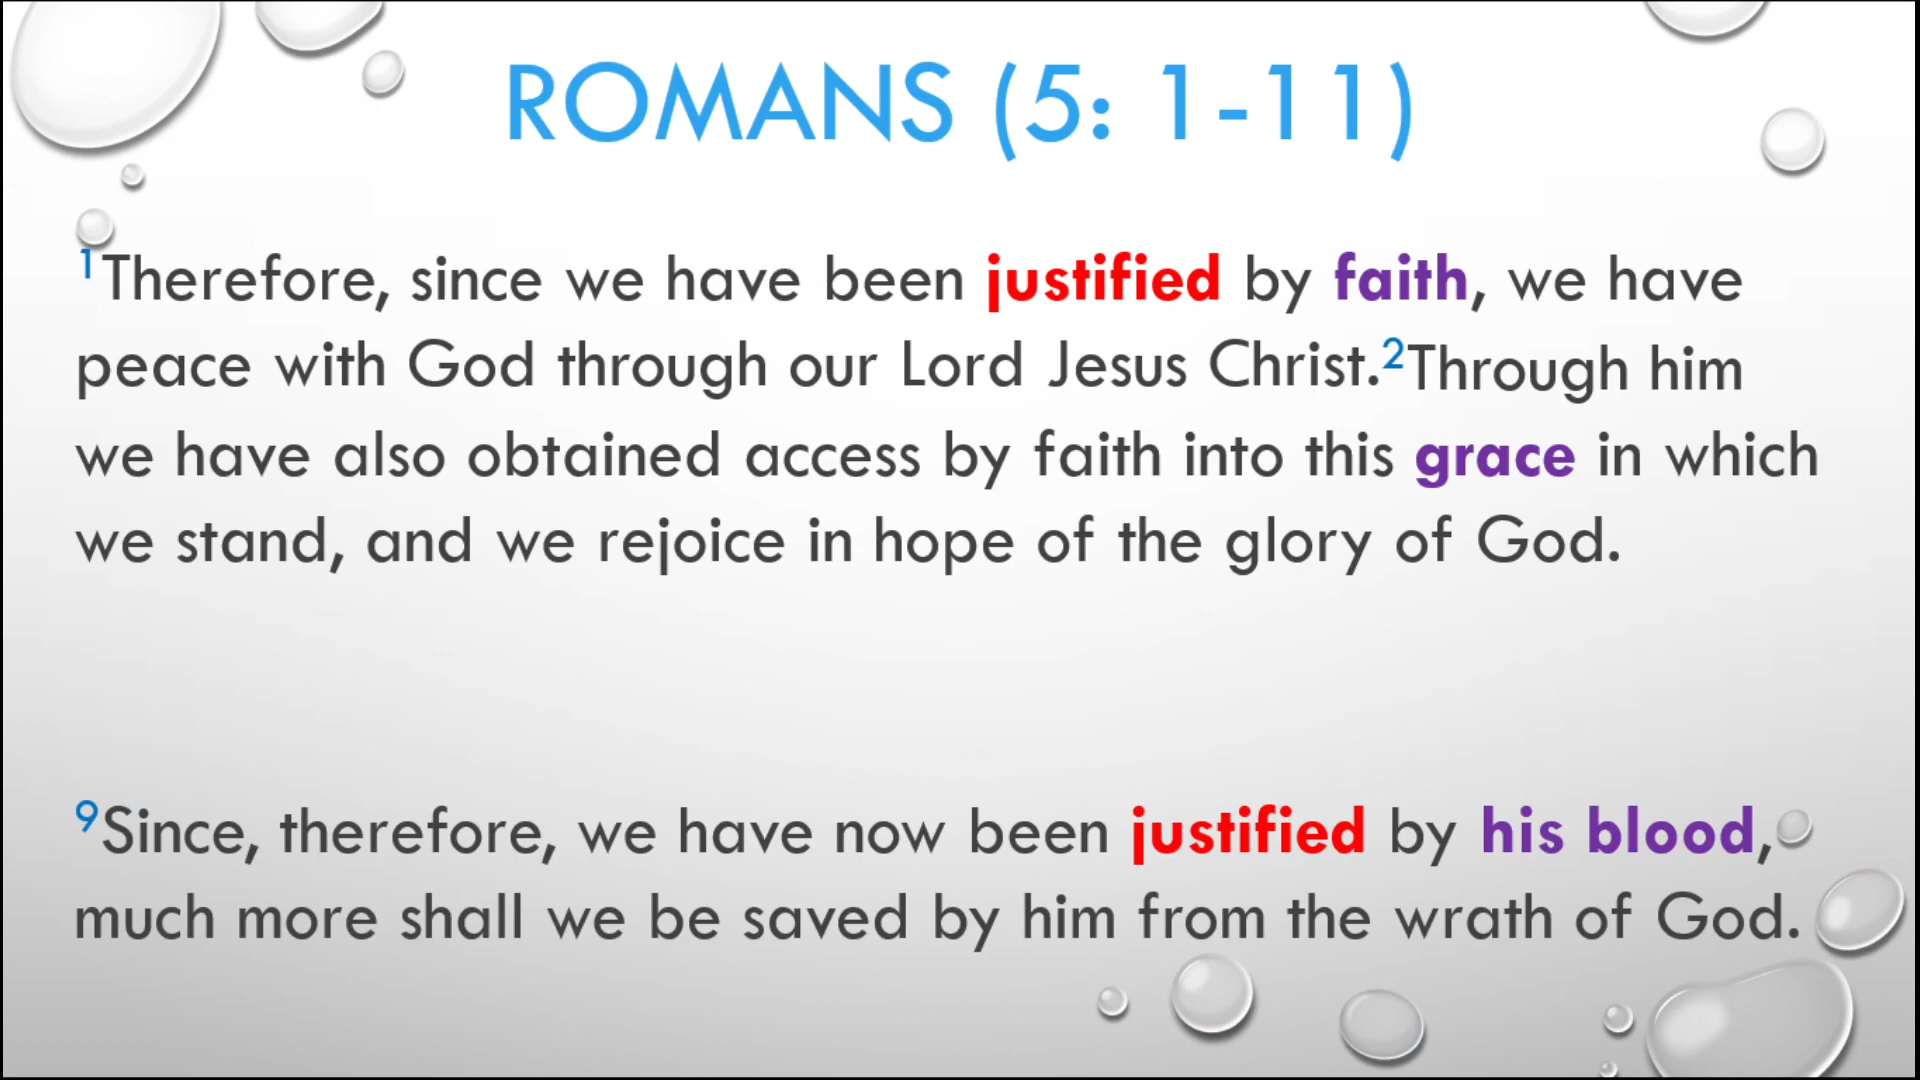 ROMANS (5: 1-11)
¹Therefore, since we have been justified by faith, we have
peace with God through our Lord Jesus Christ.²Through him
we have also obtained access by faith into this grace in which
we stand, and we rejoice in hope of the glory of God.
⁹Since, therefore, we have now been justified by his blood,
much more shall we be saved by him from the wrath of God.